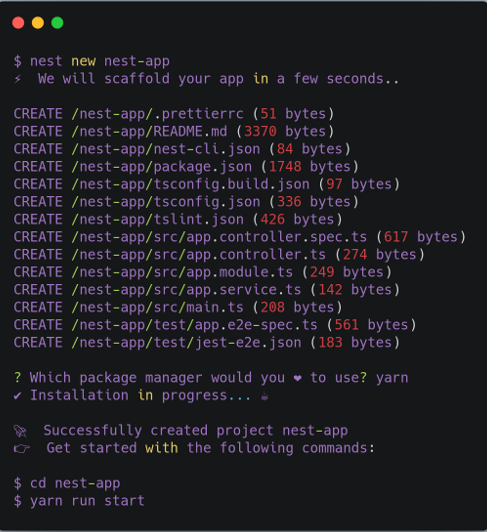 $ nest new nest-app
⚡ We will scaffold your app in a few seconds..
CREATE /nest-app/.prettierrc (51 bytes)
CREATE /nest-app/README.md (3370 bytes)
CREATE /nest-app/nest-cli.json (84 bytes)
CREATE /nest-app/package.json (1748 bytes)
CREATE /nest-app/tsconfig.build.json (97 bytes)
CREATE /nest-app/tsconfig.json (336 bytes)
CREATE /nest-app/tslint.json (426 bytes)
CREATE /nest-app/src/app.controller.spec.ts (617 bytes)
CREATE /nest-app/src/app.controller.ts (274 bytes)
CREATE /nest-app/src/app.module.ts (249 bytes)
CREATE /nest-app/src/app.service.ts (142 bytes)
CREATE /nest-app/src/main.ts (208 bytes)
CREATE /nest-app/test/app.e2e-spec.ts (561 bytes)
CREATE /nest-app/test/jest-e2e.json (183 bytes)
? Which package manager would you ❤ to use? yarn
✔ Installation in progress... ☕
🚀 Successfully created project nest-app
👉 Get started with the following commands:
$ cd nest-app
$ yarn run start